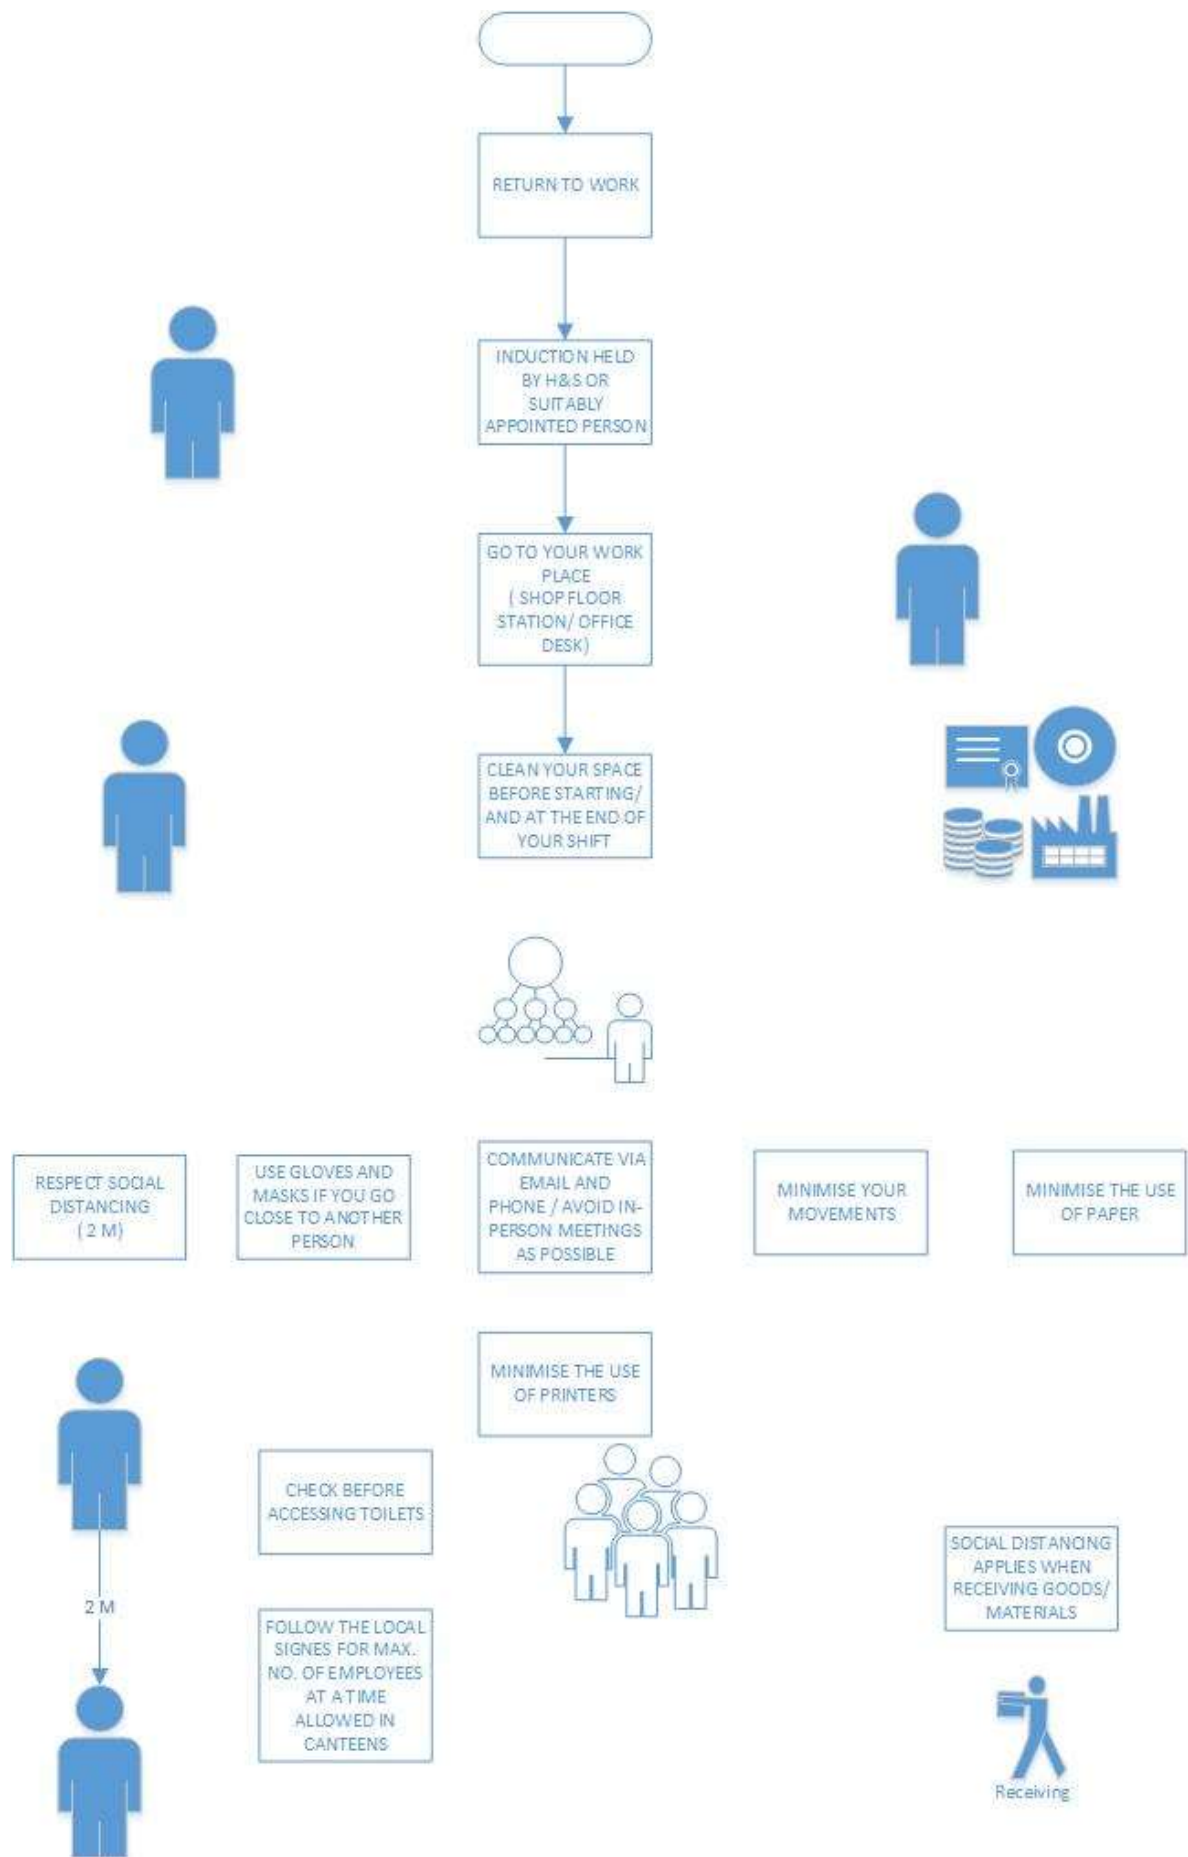 RETURN TO WORK
INDUCTION HELD
BY H&S OR
SUITABLY
APPOINTED PERSON
GO TO YOUR WORK
PLACE
( SHOP FLOOR
STATION/ OFFICE
DESK)
CLEAN YOUR SPACE
BEFORE STARTING/
AND AT THE END OF
YOUR SHIFT
RESPECT SOCIAL
DISTANCING
( 2 M)
USE GLOVES AND
MASKS IF YOU GO
CLOSE TO ANOTHER
PERSON
COMMUNICATE VIA
EMAIL AND
PHONE / AVOID IN-
PERSON MEETINGS
AS POSSIBLE
MINIMISE YOUR
MOVEMENTS
MINIMISE THE USE
OF PAPER
MINIMISE THE USE
OF PRINTERS
CHECK BEFORE
ACCESSING TOILETS
2 M
FOLLOW THE LOCAL
SIGNES FOR MAX.
NO. OF EMPLOYEES
AT A TIME
ALLOWED IN
CANTEENS
SOCIAL DISTANCING
APPLIES WHEN
RECEIVING GOODS/
MATERIALS
Receiving